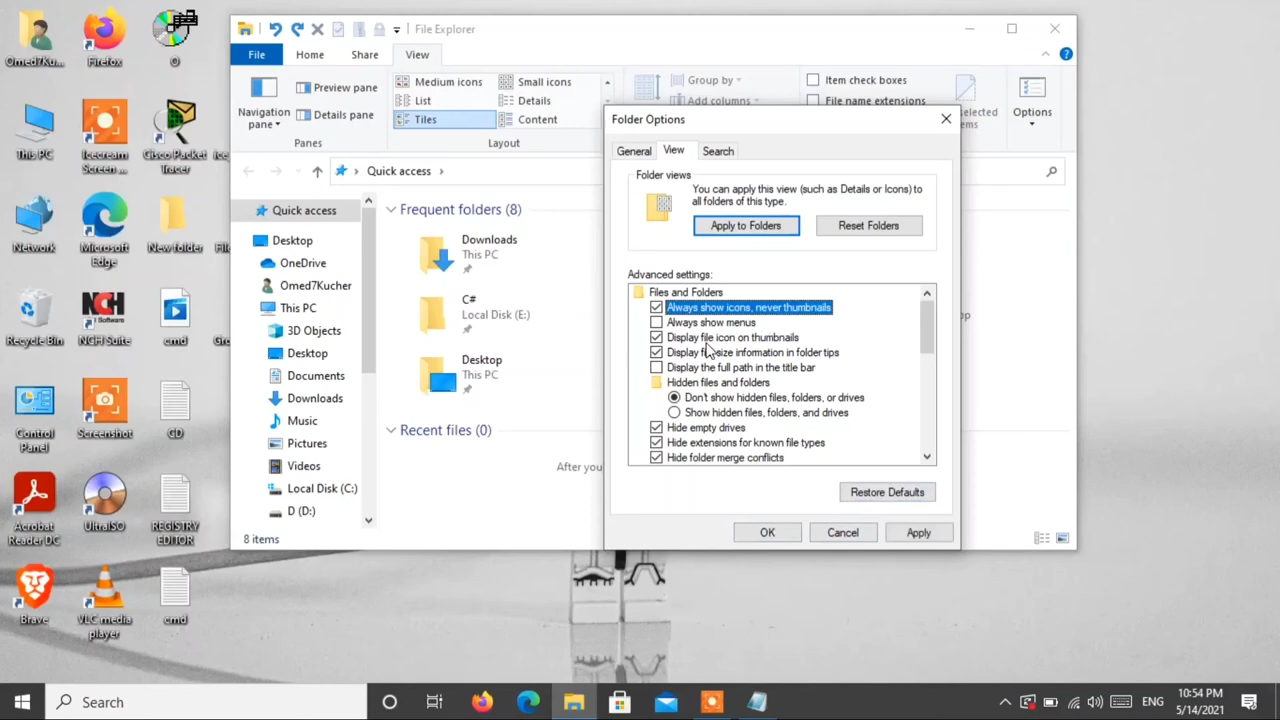 File Explorer
File
Home
Share
View
Navigation pane
Preview pane
Details pane
Panes
Medium icons
Small icons
List
Details
Tiles
Content
Layout
Group by
Add columns
Item check boxes
File name extensions
Options
Quick access
Quick access
Desktop
OneDrive
Omed7Kucher
This PC
3D Objects
Desktop
Documents
Downloads
Music
Pictures
Videos
Local Disk (C:)
D (D:)
8 items
Frequent folders (8)
Downloads
This PC
C#
Local Disk (E:)
Desktop
This PC
Recent files (0)
After you
Folder Options
General
View
Search
Folder views
You can apply this view (such as Details or Icons) to
all folders of this type.
Apply to Folders
Reset Folders
Advanced settings:
Files and Folders
Always show icons, never thumbnails
Always show menus
Display file icon on thumbnails
Display file size information in folder tips
Display the full path in the title bar
Hidden files and folders
Don't show hidden files, folders, or drives
Show hidden files, folders, and drives
Hide empty drives
Hide extensions for known file types
Hide folder merge conflicts
Restore Defaults
OK
Cancel
Apply
Omed7Ku...
Firefox
O
This PC
Icecream
Screen ...
Cisco Packet
Tracer
Network
Microsoft
Edge
New folder
Recycle Bin
NCH Software
NCH Suite
cmd
Control
Panel
Screenshot
CD
Acrobat
Reader DC
UltraISO
REGISTRY
EDITOR
Brave
VLC media
player
cmd
Search
ENG
10:54 PM
5/14/2021